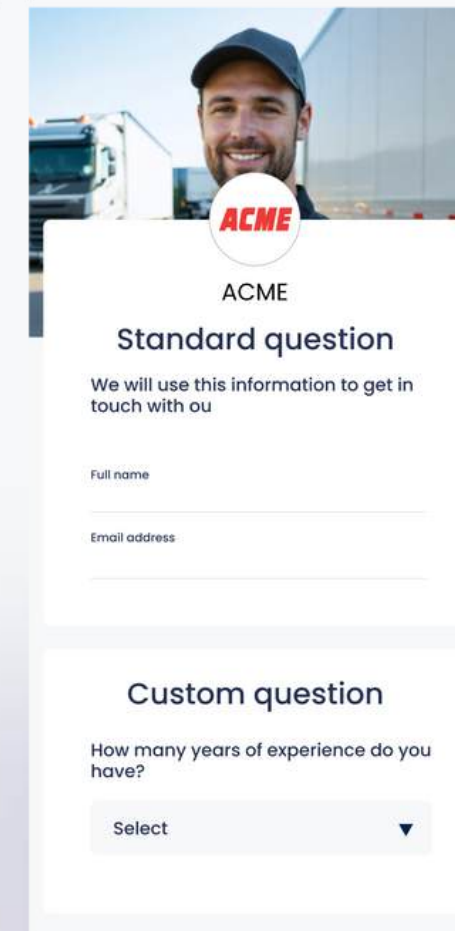 ACME
ACME
Standard question
We will use this information to get in
touch with ou
Full name
Email address
Custom question
How many years of experience do you
have?
Select